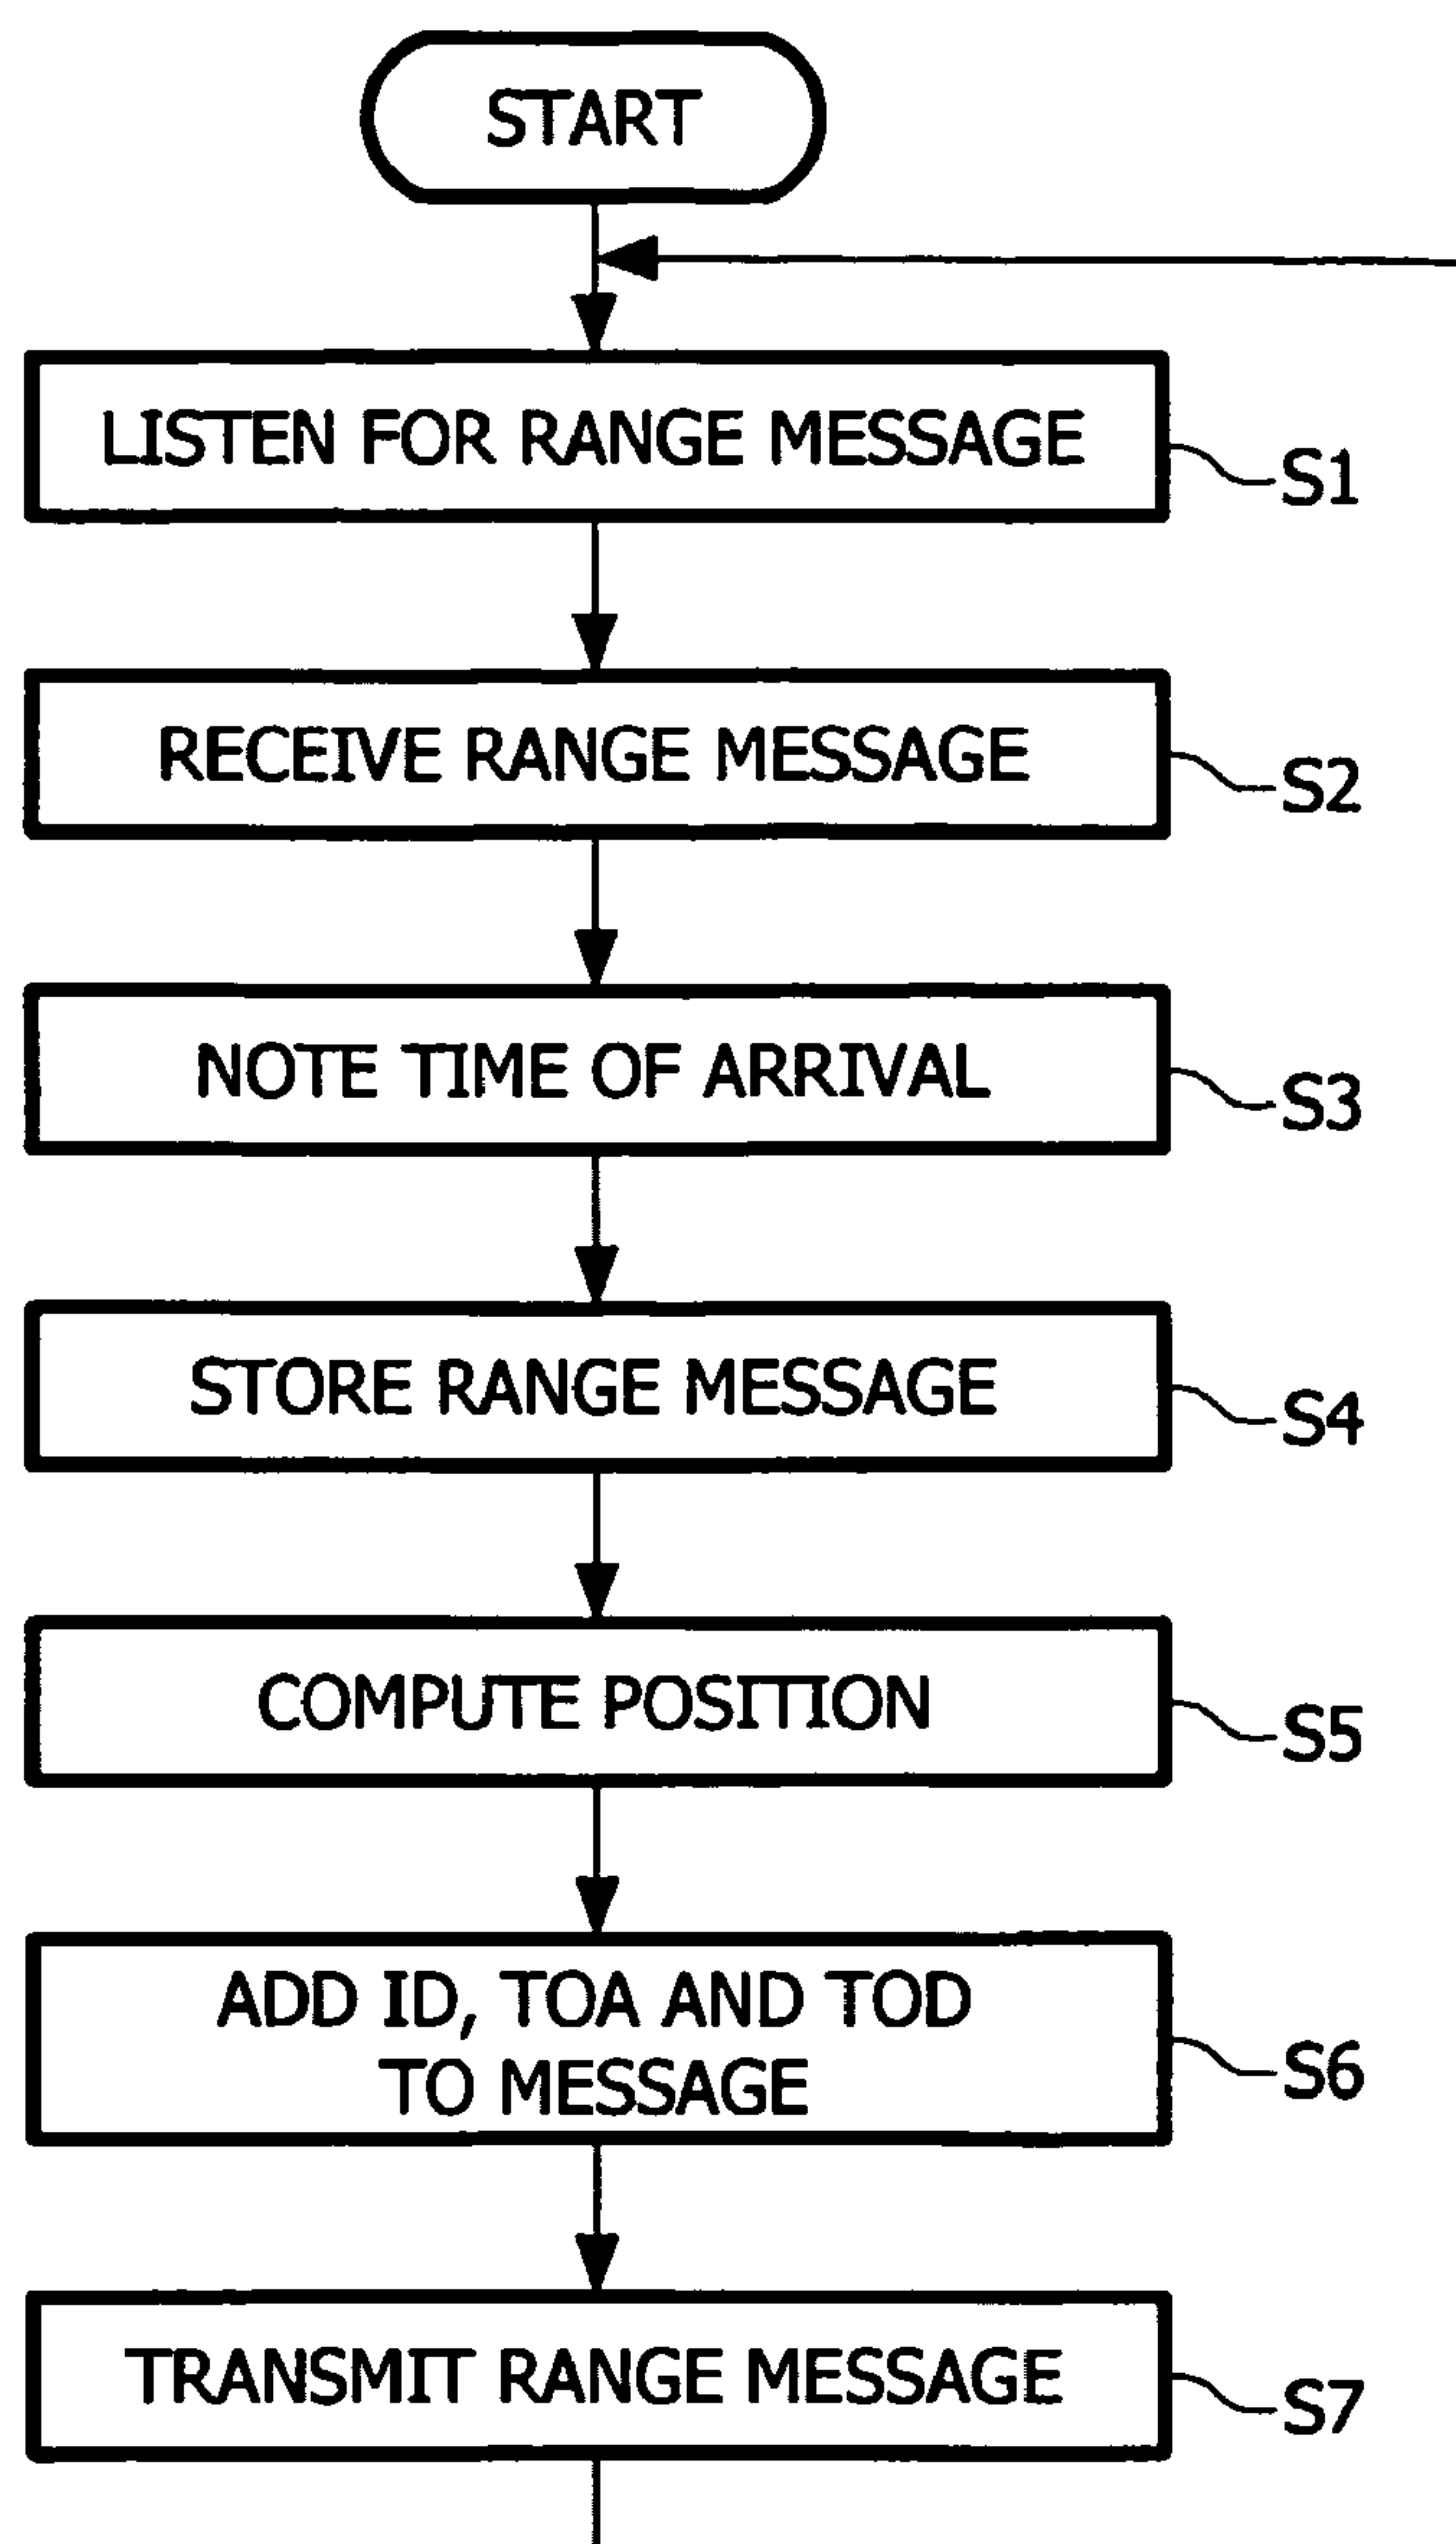 START
LISTEN FOR RANGE MESSAGE
S1
RECEIVE RANGE MESSAGE
S2
NOTE TIME OF ARRIVAL
S3
STORE RANGE MESSAGE
S4
COMPUTE POSITION
S5
ADD ID, TOA AND TOD
TO MESSAGE
S6
TRANSMIT RANGE MESSAGE
S7